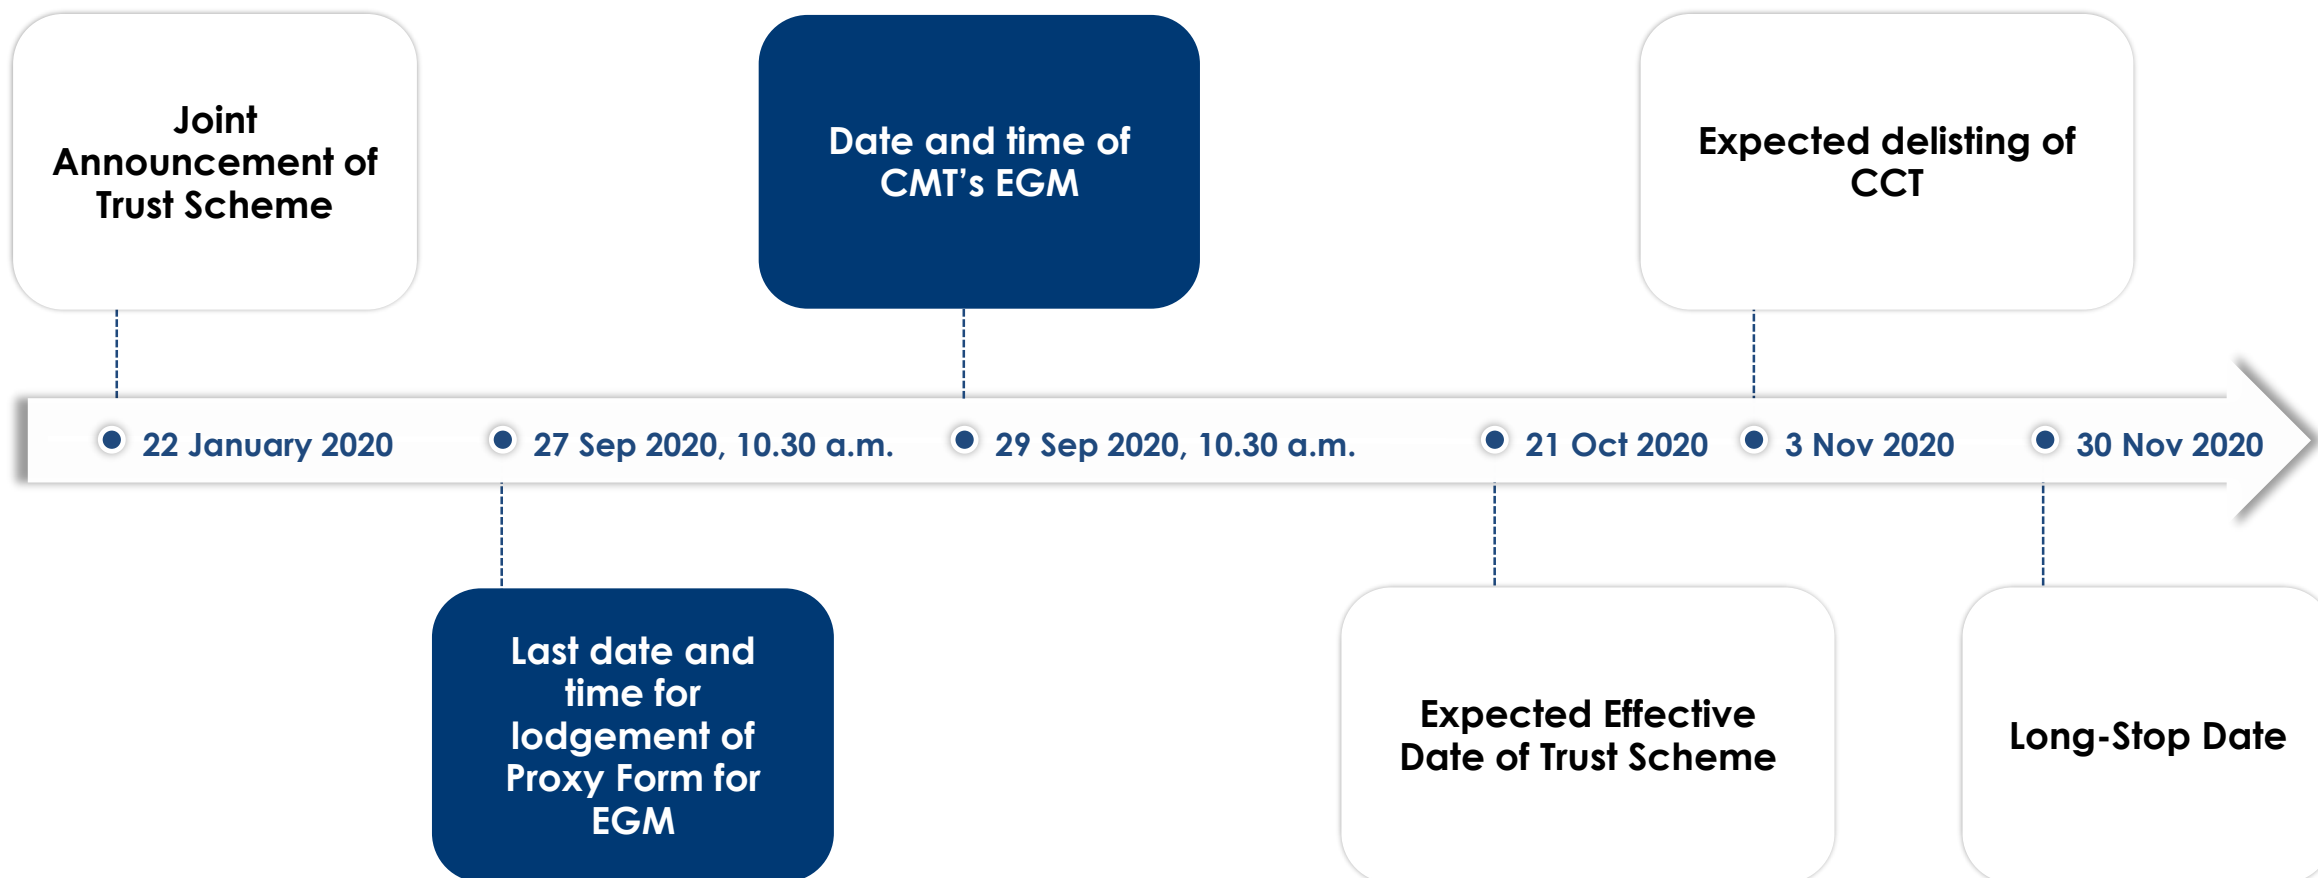 Joint
Announcement of
Trust Scheme
Date and time of
CMT’s EGM
Expected delisting of
CCT
22 January 2020
27 Sep 2020, 10.30 a.m.
29 Sep 2020, 10.30 a.m.
21 Oct 2020
3 Nov 2020
30 Nov 2020
Last date and
time for
lodgement of
Proxy Form for
EGM
Expected Effective
Date of Trust Scheme
Long-Stop Date